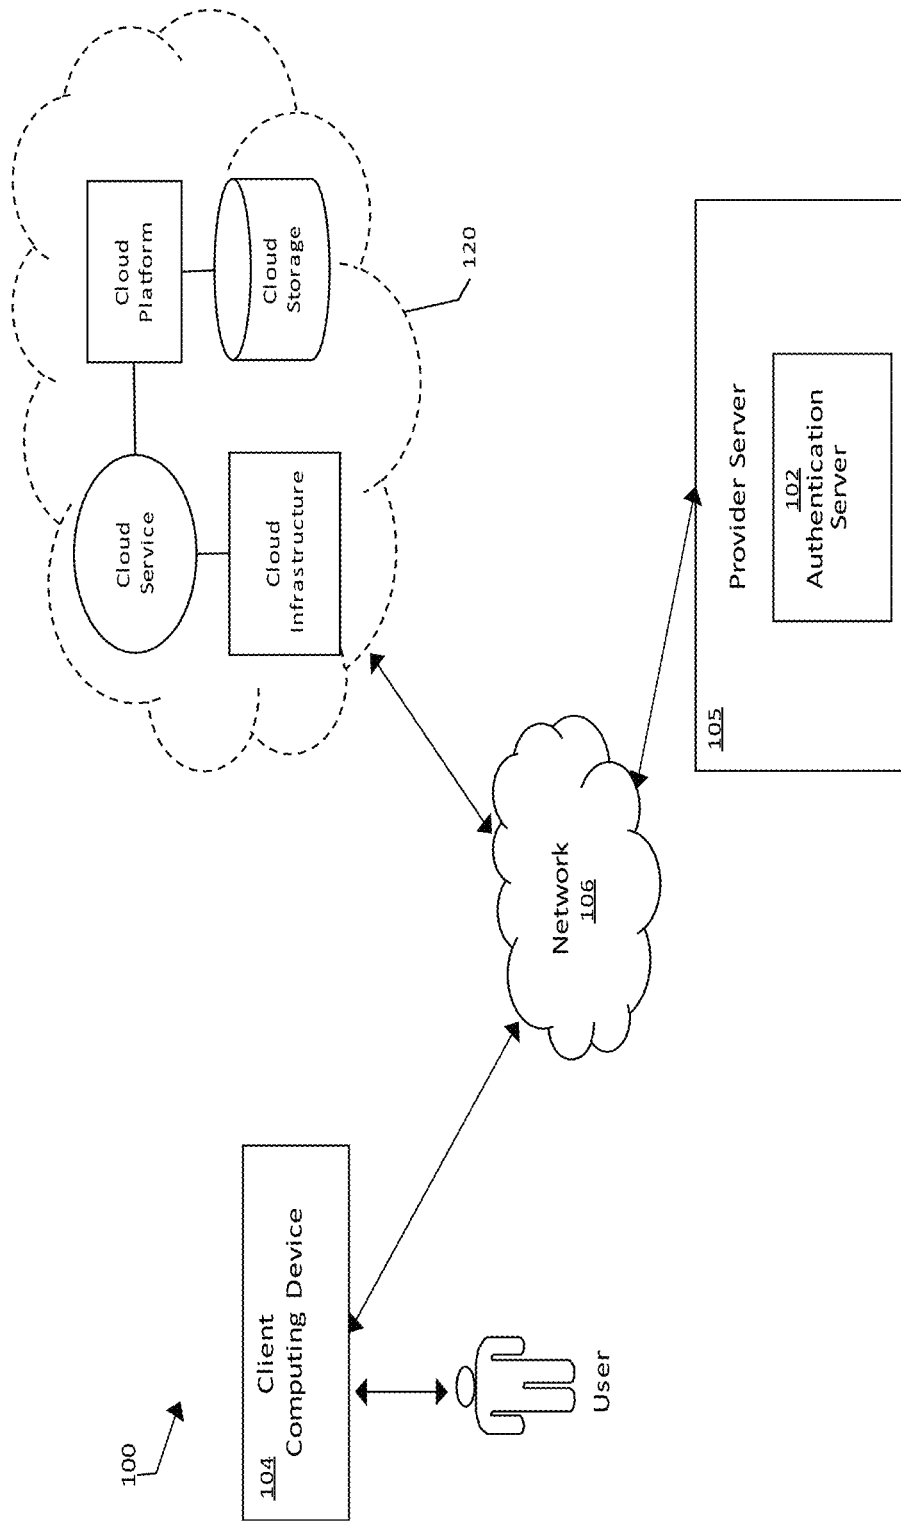 100
104
Client
Computing Device
User
Network
106
Cloud
Service
Cloud
Platform
Cloud
Infrastructure
Cloud
Storage
120
105
Provider Server
102
Authentication
Server